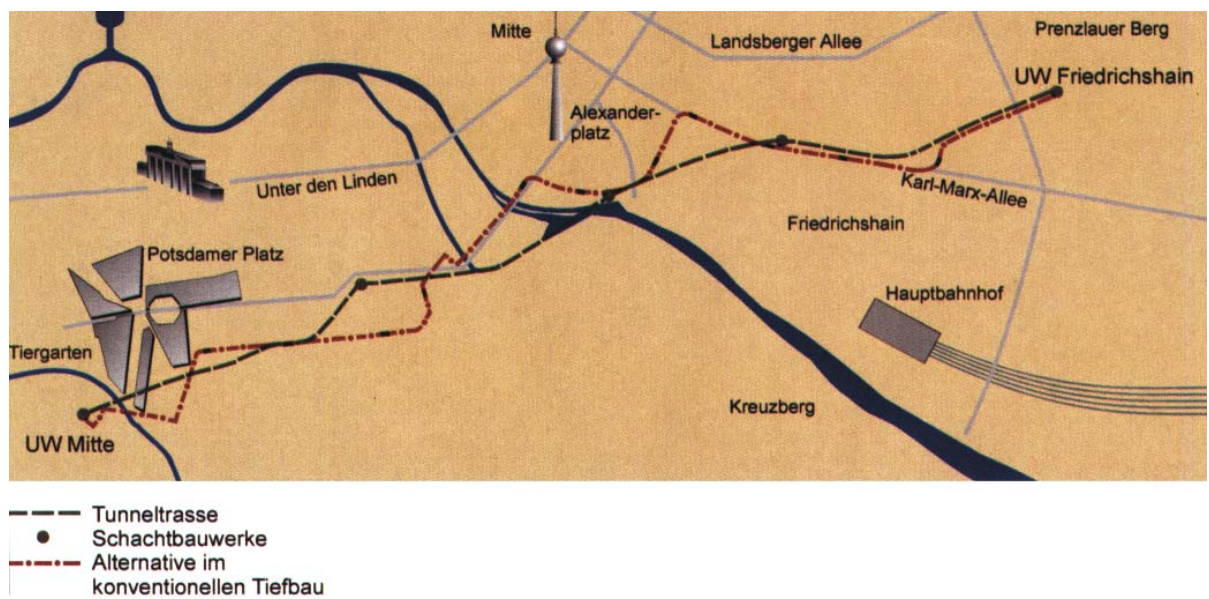 Mitte
Landsberger Allee
Prenzlauer Berg
UW Friedrichshain
Alexander-
platz
Unter den Linden
Karl-Marx-Allee
Friedrichshain
Potsdamer Platz
Hauptbahnhof
Tiergarten
Kreuzberg
UW Mitte
Tunneltrasse
Schachtbauwerke
Alternative im
konventionellen Tiefbau